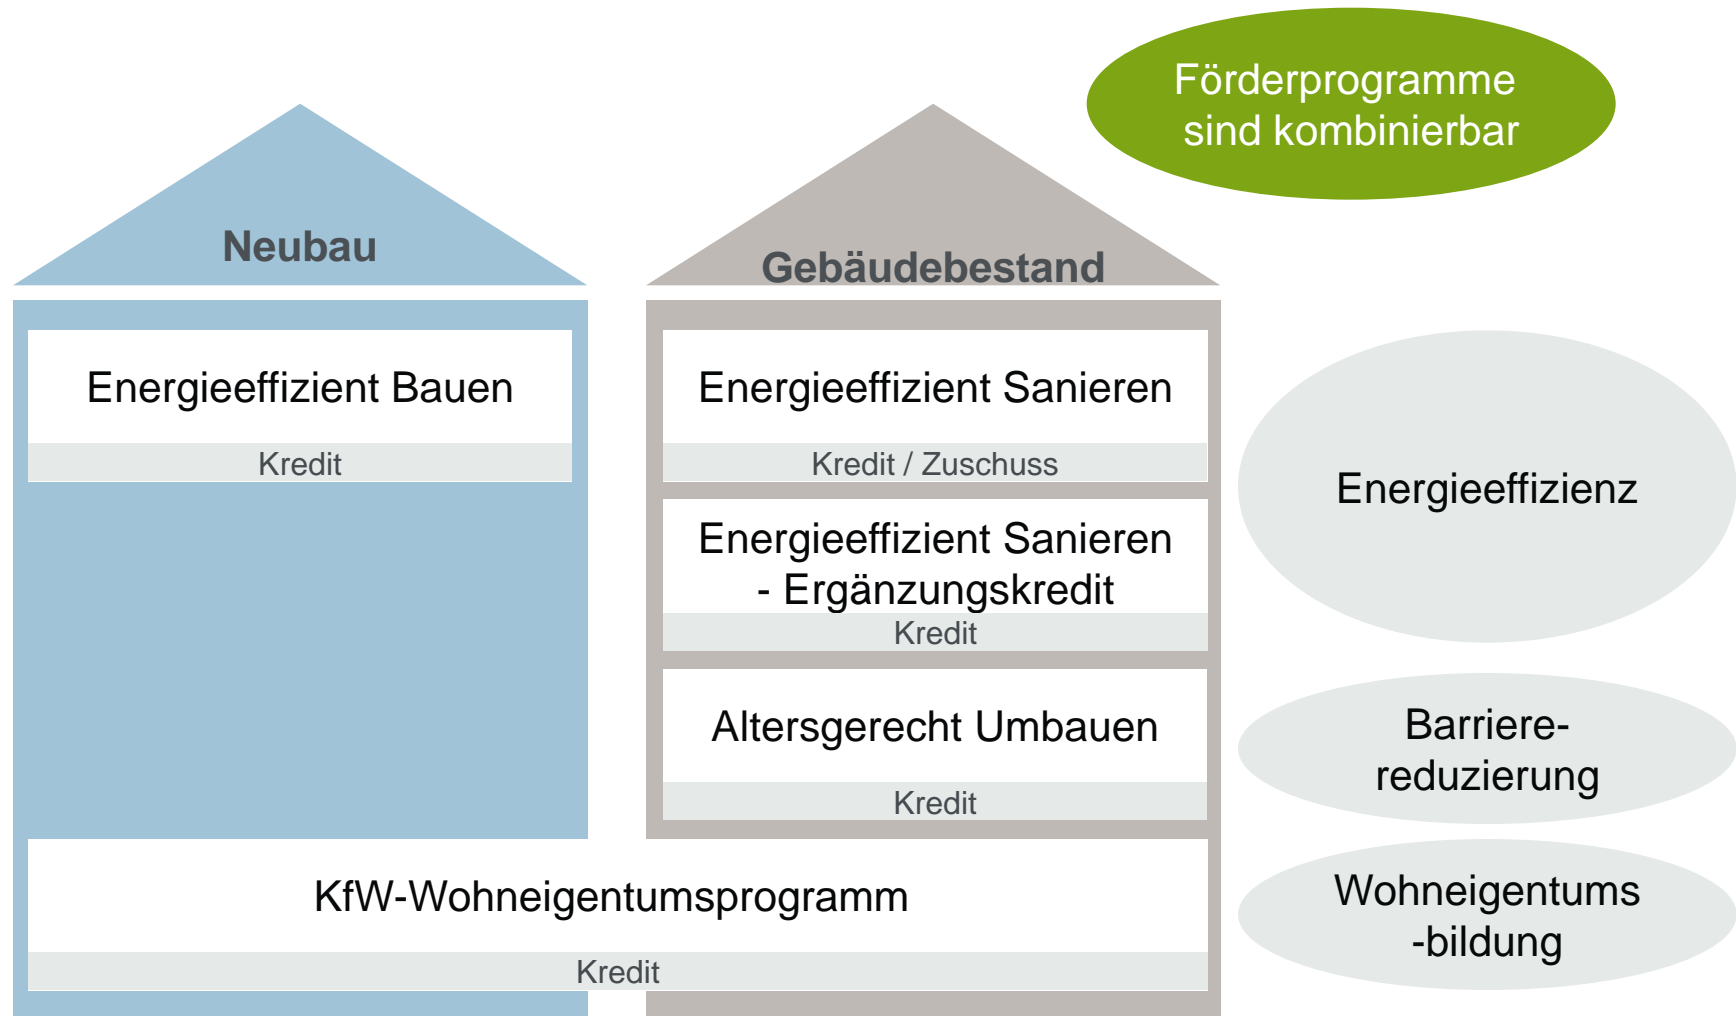 Förderprogramme
sind kombinierbar
Neubau
Gebäudebestand
Energieeffizient Bauen
Kredit
Energieeffizient Sanieren
Kredit / Zuschuss
Energieeffizient Sanieren
- Ergänzungskredit
Kredit
Altersgerecht Umbauen
Kredit
KfW-Wohneigentumsprogramm
Kredit
Energieeffizienz
Barriere-
reduzierung
Wohneigentums
-bildung